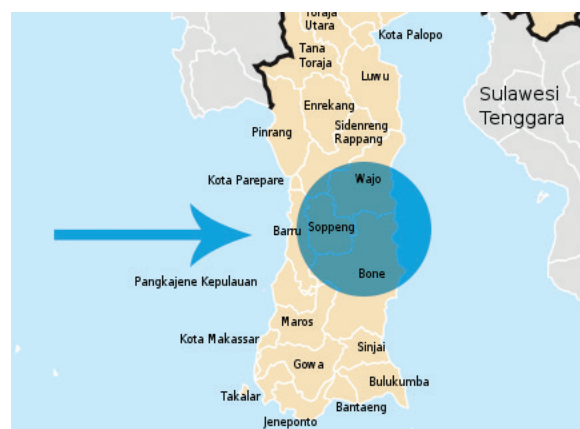 Toraja
Utara
Kota Palopo
Tana
Toraja
Luwu
Enrekang
Sulawesi
Tenggara
Pinrang
Sidenreng
Rappang
Kota Parepare
Wajo
Barru
Soppeng
Bone
Pangkajene Kepulauan
Maros
Kota Makassar
Sinjai
Gowa
Bulukumba
Takalar
Bantaeng
Jeneponto